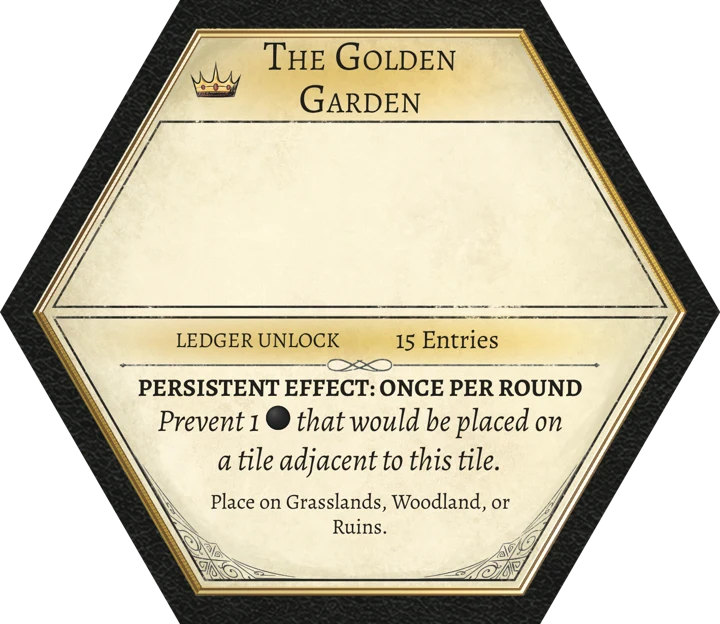 The Golden
Garden
LEDGER UNLOCK 15 Entries
PERSISTENT EFFECT: ONCE PER ROUND
Prevent 1 that would be placed on
a tile adjacent to this tile.
Place on Grasslands, Woodland, or
Ruins.